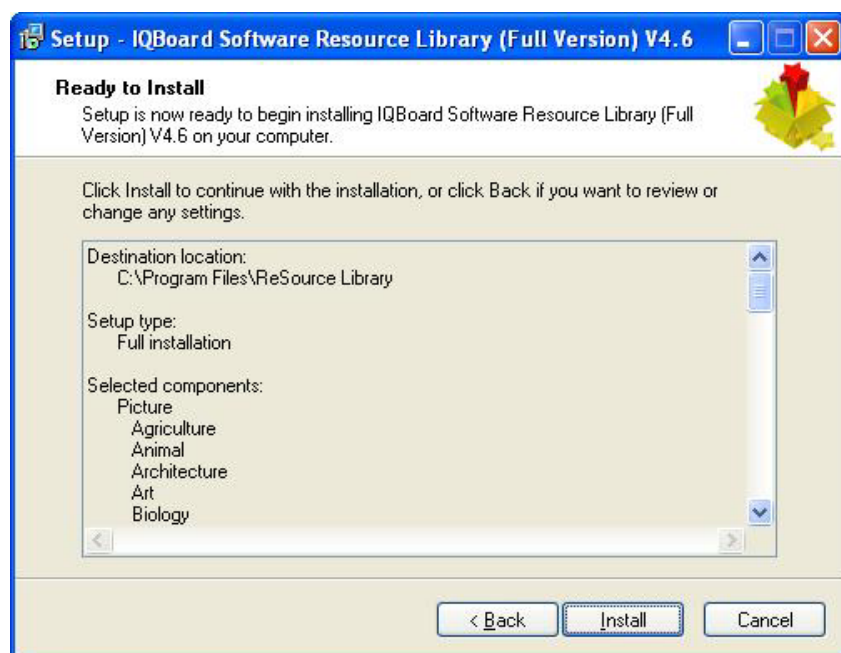 Setup - IQBoard Software Resource Library (Full Version) V4.6
Ready to Install
Setup is now ready to begin installing IQBoard Software Resource Library (Full
Version) V4.6 on your computer.
Click Install to continue with the installation, or click Back if you want to review or
change any settings.
Destination location:
C:\Program Files\ReSource Library
Setup type:
Full installation
Selected components:
Picture
Agriculture
Animal
Architecture
Art
Biology
< Back
Install
Cancel